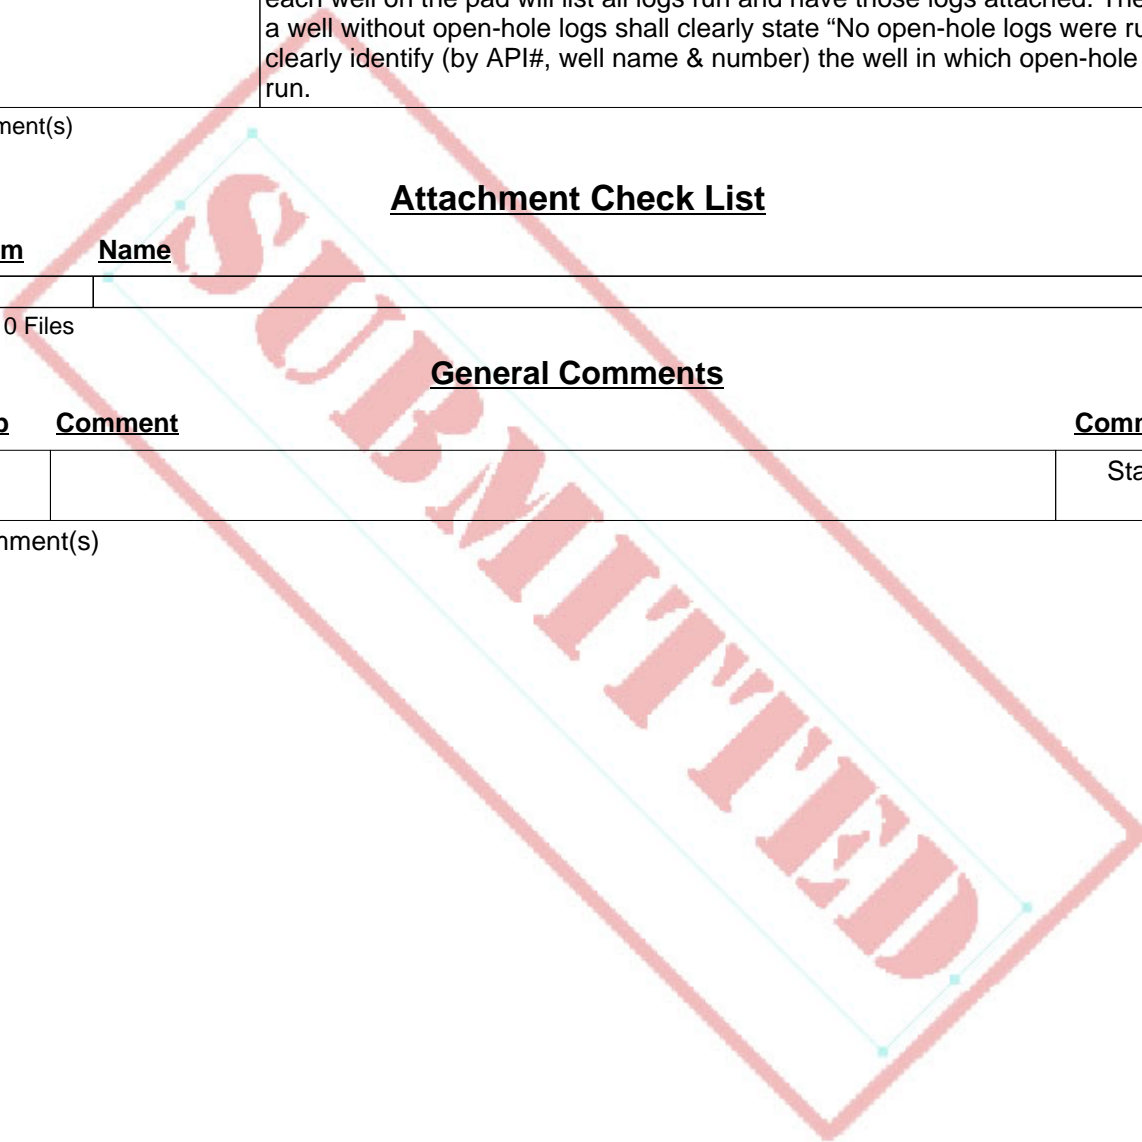 each well on the pad will list all logs run and have those logs attached. The
a well without open-hole logs shall clearly state “No open-hole logs were ru
clearly identify (by API#, well name & number) the well in which open-hole
run.
ment(s)
Attachment Check List
m Name
0 Files
General Comments
Comment Comm
Sta
mment(s)
SUBMITTED